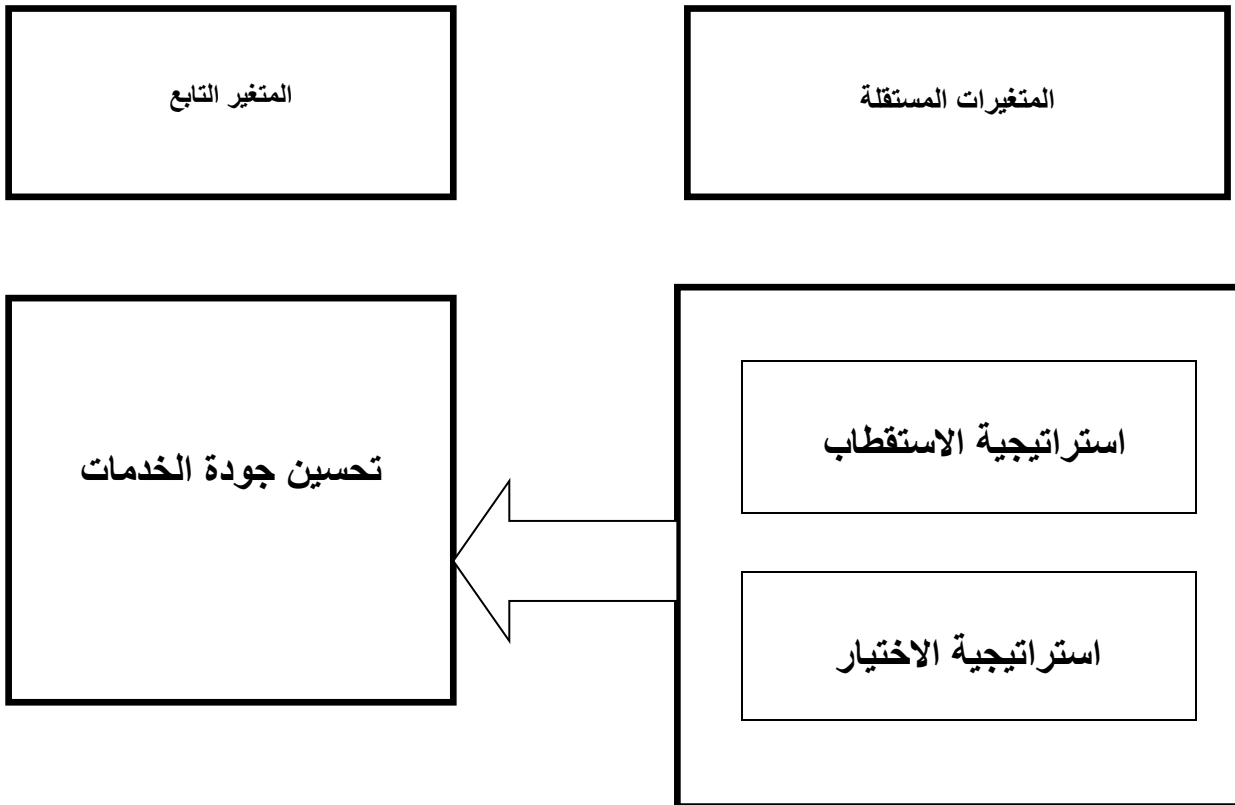 المتغيرات المستقلة
المتغير التابع
استراتيجية الاستقطاب
تحسين جودة الخدمات
استراتيجية الاختيار